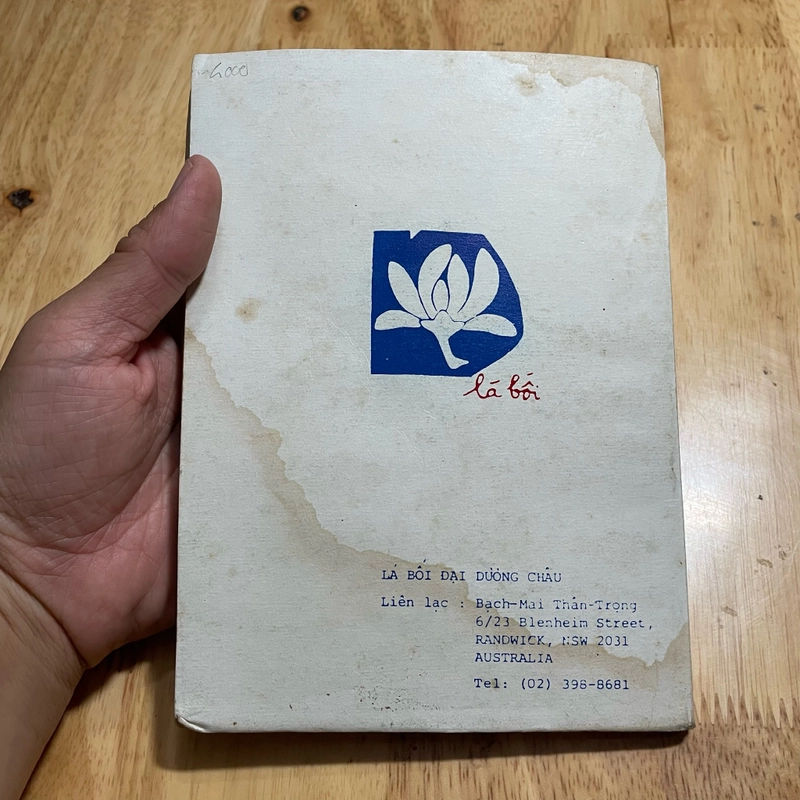 4000
lá bối
LÁ BỐI ĐẠI DƯƠNG CHÂU
Liên lạc : Bạch-Mai Thân-Trọng
6/23 Blenheim Street,
RANDWICK, NSW 2031
AUSTRALIA
Tel: (02) 398-8681